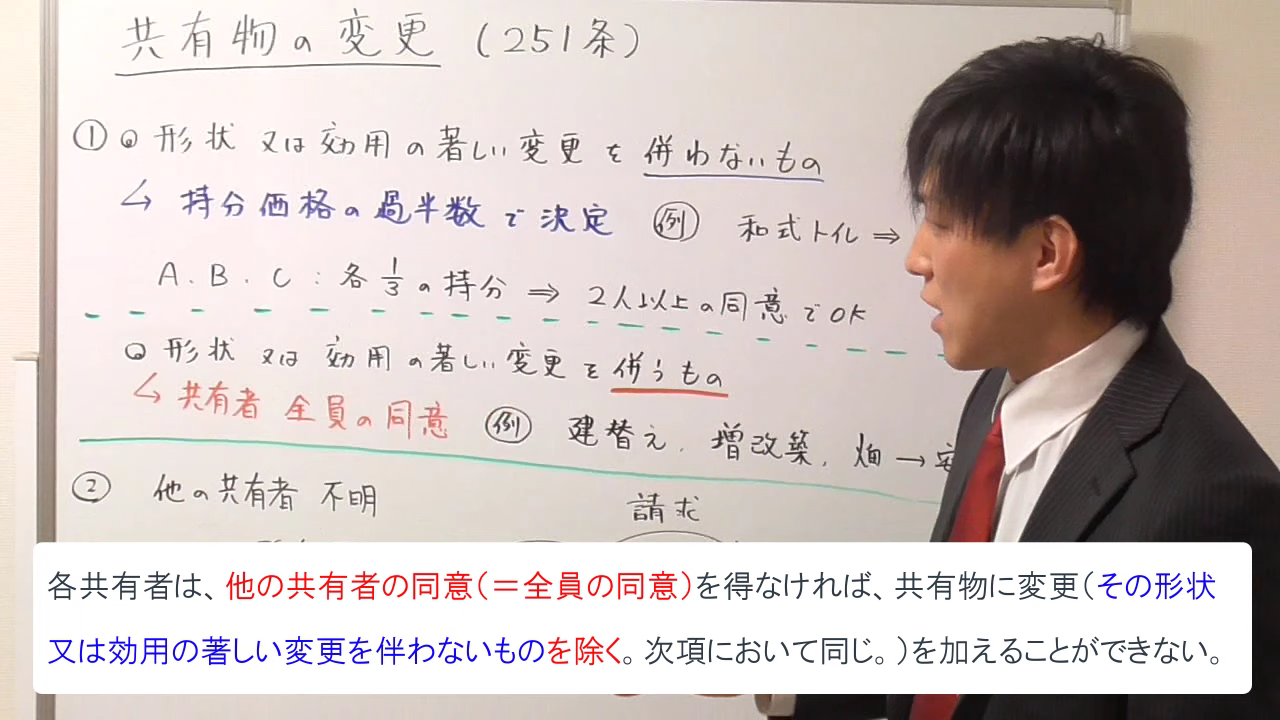 共有物の変更(251条)
① ◎形状又は効用の著しい変更を併わないもの
↳ 持分価格の過半数で決定 例 和式トイレ⇒
A.B.C:各1/3の持分 ⇒ 2人以上の同意でOK
◎形状又は効用の著しい変更を併うもの
↳ 共有者全員の同意 例 建替え、増改築、畑→宅
② 他の共有者 不明 請求
各共有者は、他の共有者の同意(=全員の同意)を得なければ、共有物に変更(その形状
又は効用の著しい変更を伴わないものを除く。次項において同じ。)を加えることができない。